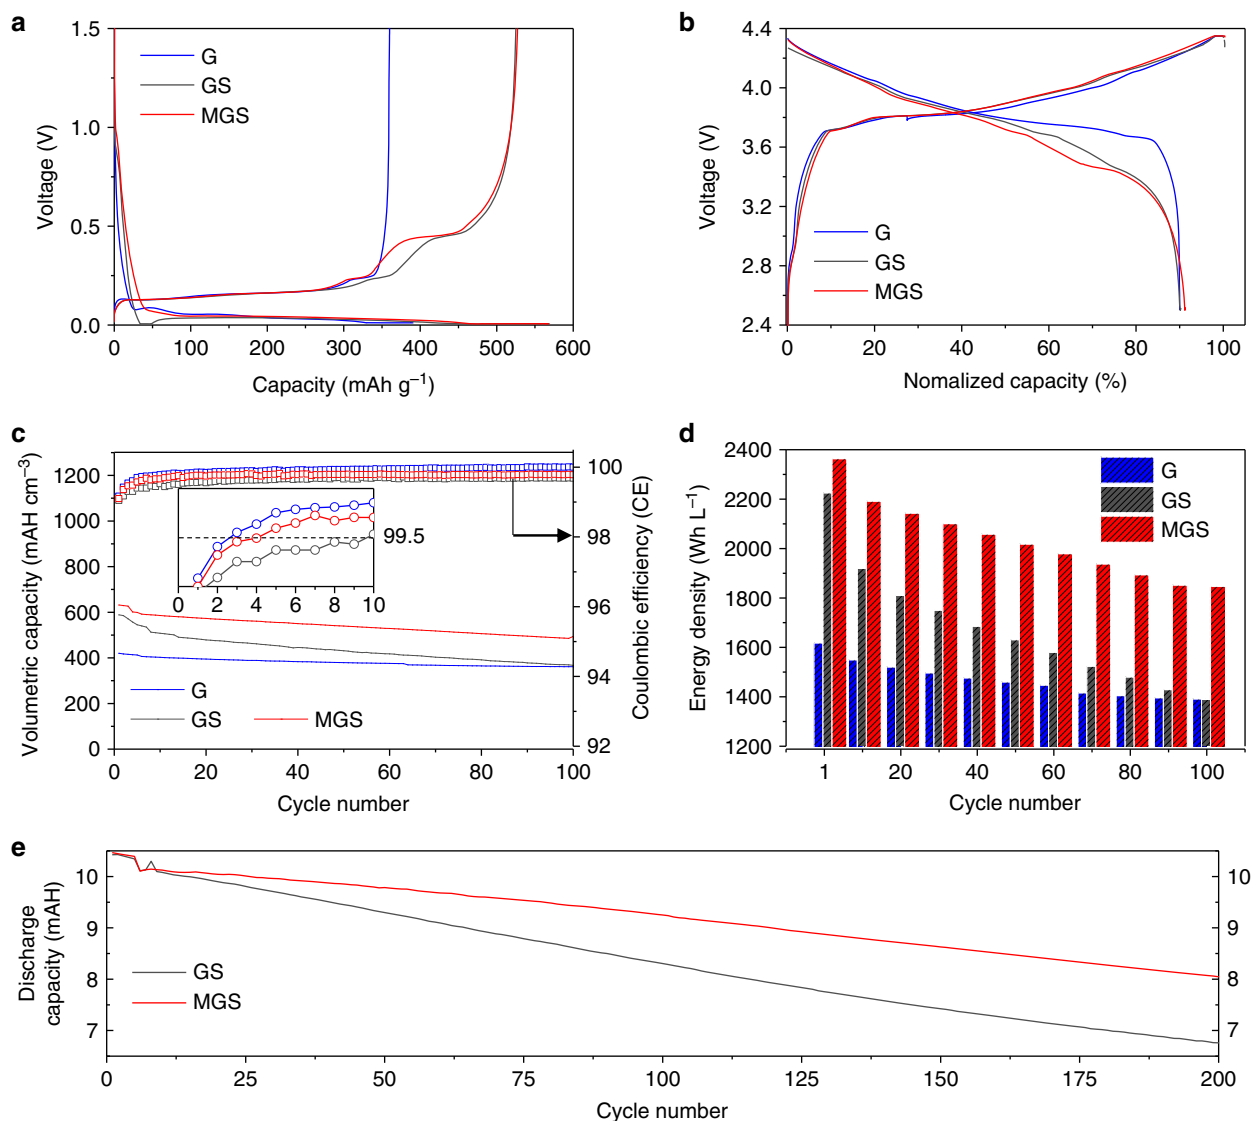 a
1.5
1.0
0.5
0.0
Voltage (V)
G
GS
MGS
0 100 200 300 400 500 600
Capacity (mAh g⁻¹)
b
4.4
4.0
3.6
3.2
2.8
2.4
Voltage (V)
G
GS
MGS
0 20 40 60 80 100
Nomalized capacity (%)
c
1200
1000
800
600
400
200
0
Volumetric capacity (mAH cm⁻³)
99.5
0 2 4 6 8 10
G
GS MGS
100
98
96
94
92
Coulombic efficiency (CE)
0 20 40 60 80 100
Cycle number
d
2400
2200
2000
1800
1600
1400
1200
Energy density (Wh L⁻¹)
G
GS
MGS
1 20 40 60 80 100
Cycle number
e
10
9
8
7
Discharge
capacity (mAH)
GS
MGS
10
9
8
7
0 25 50 75 100 125 150 175 200
Cycle number